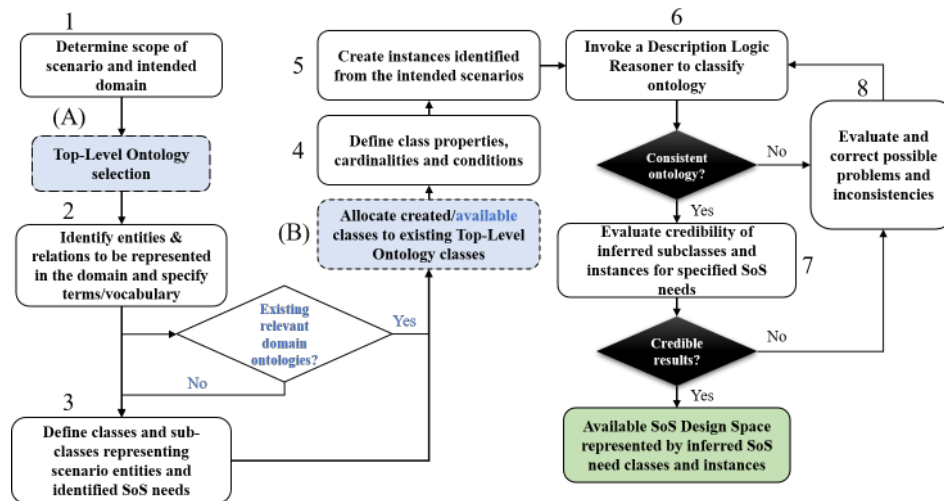 1
Determine scope of
scenario and intended
domain
(A)
Top-Level Ontology
selection
2
Identify entities &
relations to be represented
in the domain and specify
terms/vocabulary
Existing
relevant
domain
ontologies?
Yes
No
3
Define classes and sub-
classes representing
scenario entities and
identified SoS needs
(B)
Allocate created/available
classes to existing Top-Level
Ontology classes
4
Define class properties,
cardinalities and conditions
5
Create instances identified
from the intended scenarios
6
Invoke a Description Logic
Reasoner to classify
ontology
Consistent
ontology?
No
Yes
7
Evaluate credibility of
inferred subclasses and
instances for specified SoS
needs
Credible
results?
No
Yes
8
Evaluate and
correct possible
problems and
inconsistencies
Available SoS Design Space
represented by inferred SoS
need classes and instances